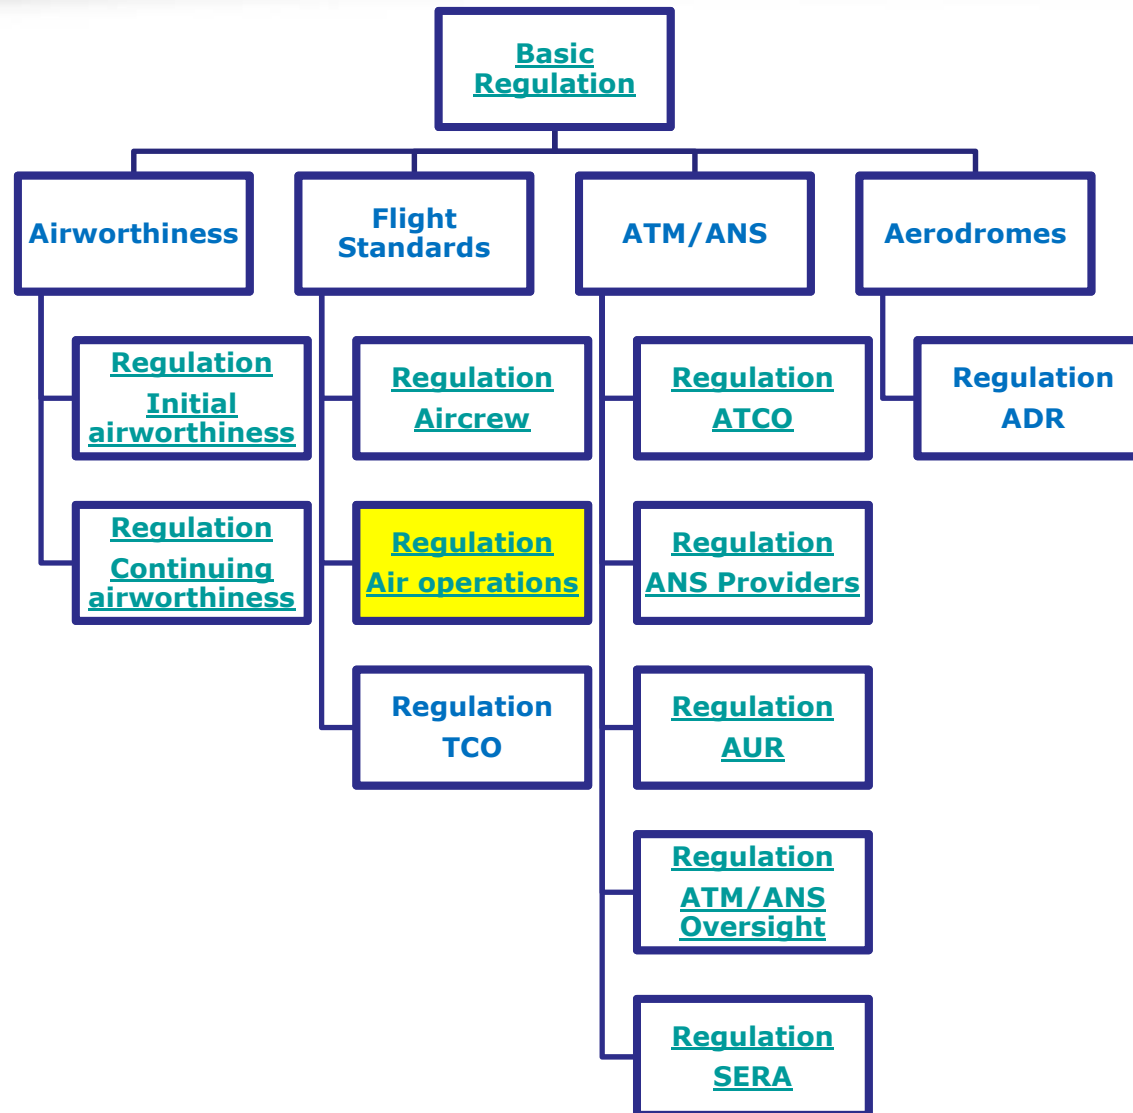 Basic
Regulation
Airworthiness
Flight
Standards
ATM/ANS
Aerodromes
Regulation
Initial
airworthiness
Regulation
Aircrew
Regulation
ATCO
Regulation
ADR
Regulation
Continuing
airworthiness
Regulation
Air operations
Regulation
ANS Providers
Regulation
TCO
Regulation
AUR
Regulation
ATM/ANS
Oversight
Regulation
SERA